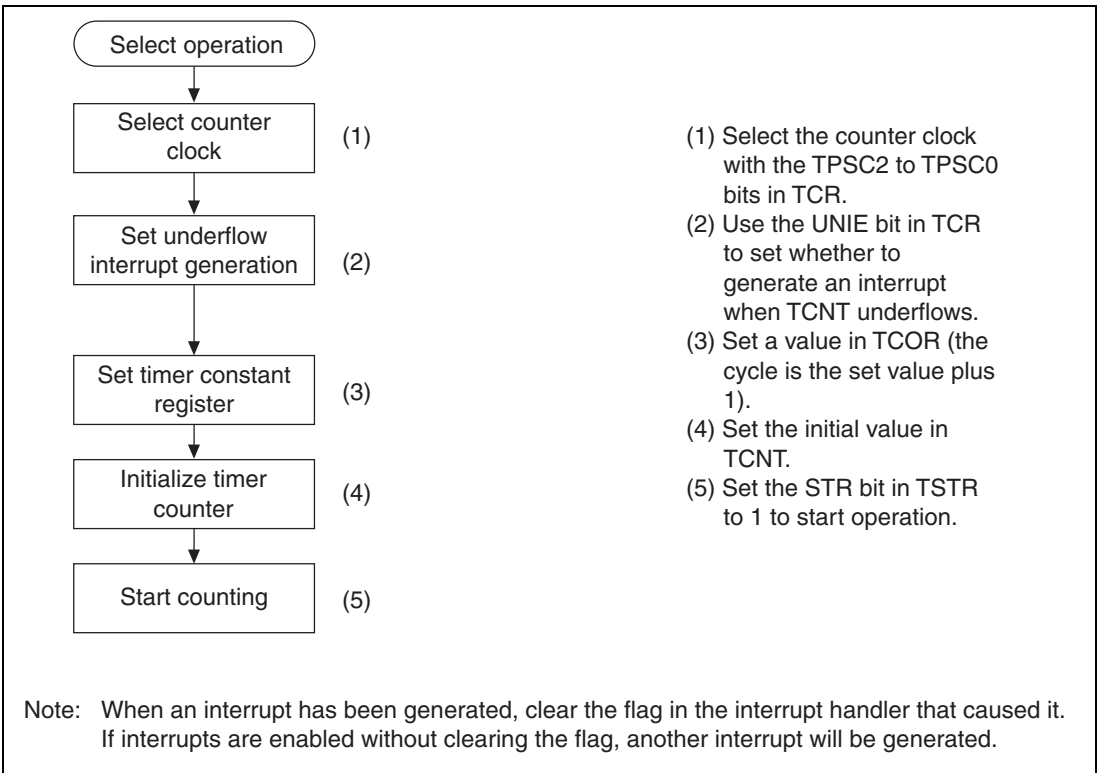 Select operation
Select counter
clock
(1)
Set underflow
interrupt generation
(2)
Set timer constant
register
(3)
Initialize timer
counter
(4)
Start counting
(5)
(1) Select the counter clock
with the TPSC2 to TPSC0
bits in TCR.
(2) Use the UNIE bit in TCR
to set whether to
generate an interrupt
when TCNT underflows.
(3) Set a value in TCOR (the
cycle is the set value plus
1).
(4) Set the initial value in
TCNT.
(5) Set the STR bit in TSTR
to 1 to start operation.
Note: When an interrupt has been generated, clear the flag in the interrupt handler that caused it.
If interrupts are enabled without clearing the flag, another interrupt will be generated.